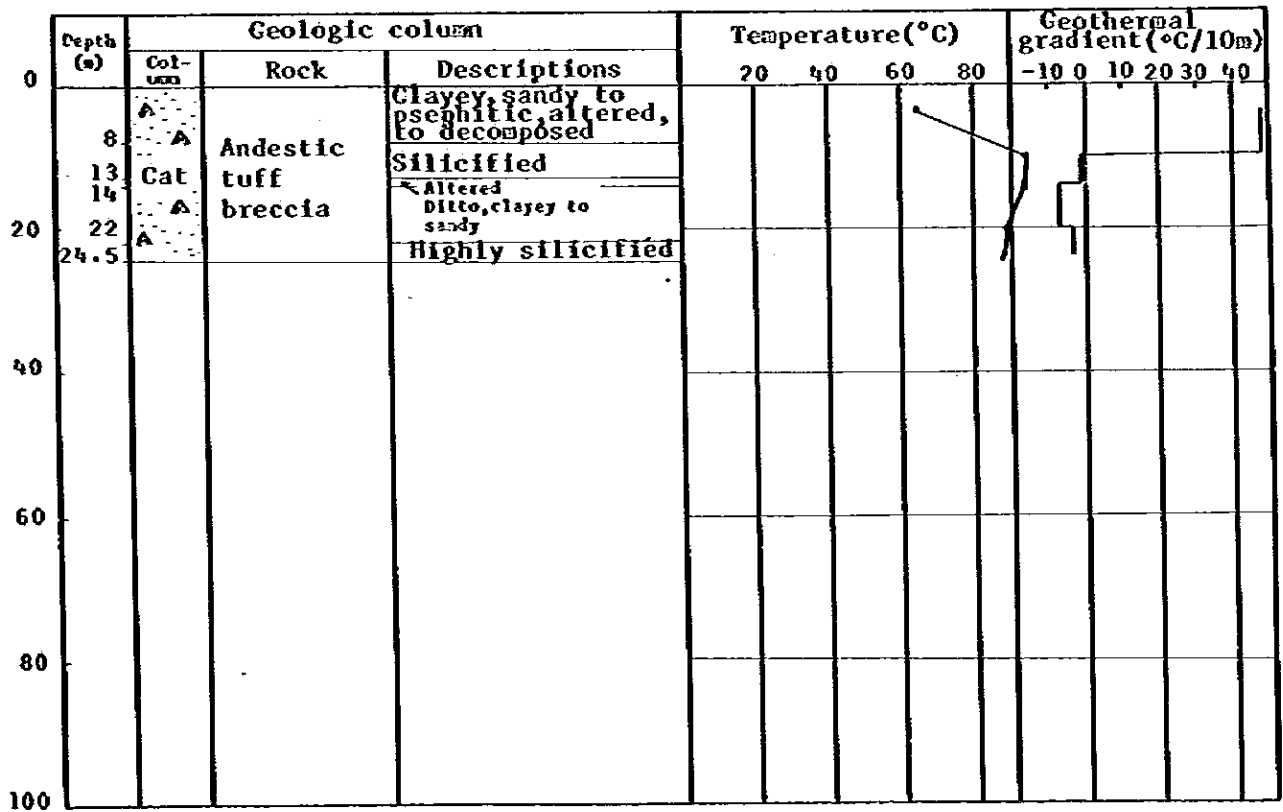 Depth (m)
Geologic column
Col-umn
Rock
Descriptions
Temperature(°C)
20 40 60 80
Geothermal gradient(°C/10m)
-10 0 10 20 30 40
0
8
13
14
20
22
24.5
40
60
80
100
A
A
Cat
A
A
Andestic
tuff
breccia
Clayey,sandy to
psephitic,altered,
to decomposed
Silicified
Altered
Ditto,clayey to
sandy
Highly silicified